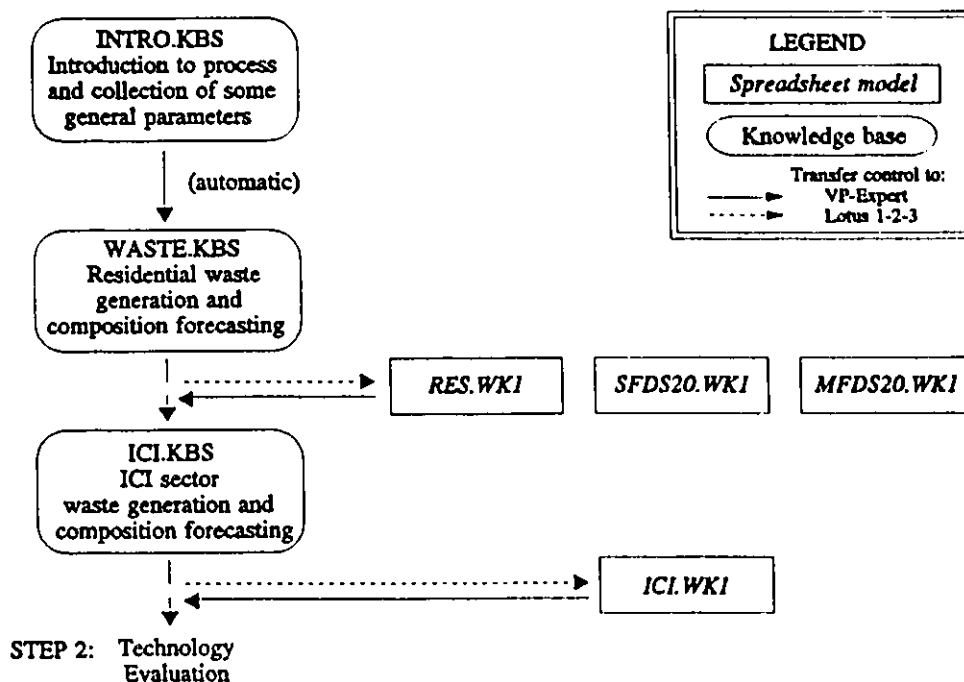 INTRO.KBS
Introduction to process
and collection of some
general parameters
LEGEND
Spreadsheet model
Knowledge base
Transfer control to:
VP-Expert
Lotus 1-2-3
(automatic)
WASTE.KBS
Residential waste
generation and
composition forecasting
RES.WK1
SFDS20.WK1
MFDS20.WK1
ICI.KBS
ICI sector
waste generation and
composition forecasting
ICI.WK1
STEP 2: Technology
Evaluation